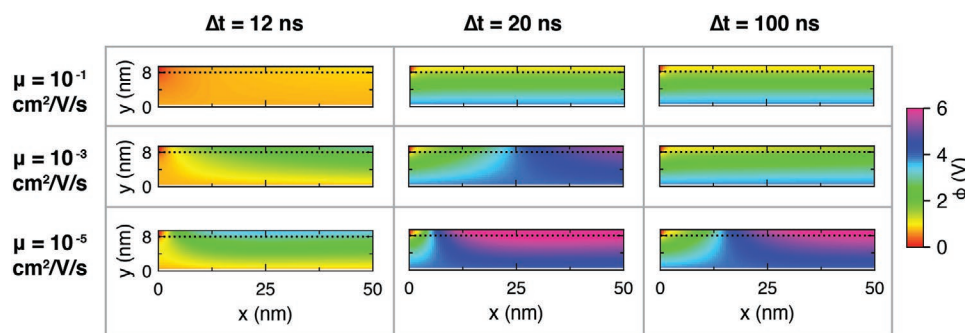 Δt = 12 ns Δt = 20 ns Δt = 100 ns
μ = 10⁻¹
cm²/V/s
y (nm)
8
0
μ = 10⁻³
cm²/V/s
y (nm)
8
0
μ = 10⁻⁵
cm²/V/s
y (nm)
8
0
0 25 50 0 25 50 0 25 50
x (nm) x (nm) x (nm)
6
4
2
0
Φ (V)